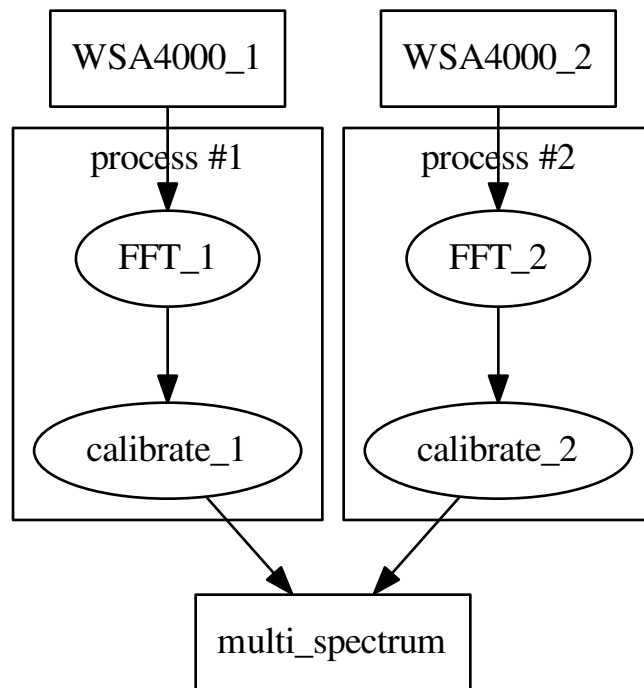 WSA4000_1
WSA4000_2
process #1
process #2
FFT_1
FFT_2
calibrate_1
calibrate_2
multi_spectrum